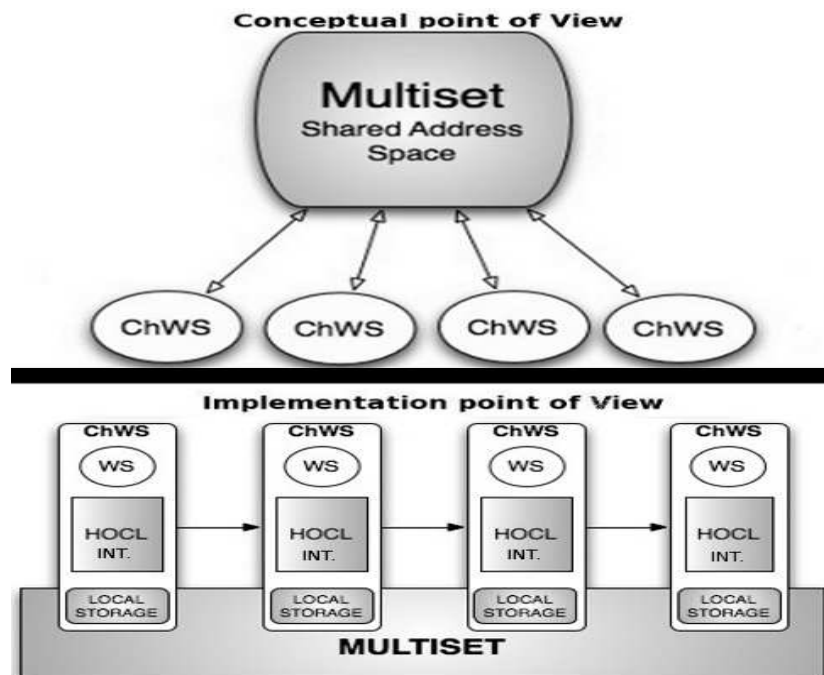 Conceptual point of View
Multiset
Shared Address
Space
ChWS ChWS ChWS ChWS
Implementation point of View
ChWS ChWS ChWS ChWS
WS WS WS WS
HOCL HOCL HOCL HOCL
INT. INT. INT. INT.
LOCAL LOCAL LOCAL LOCAL
STORAGE STORAGE STORAGE STORAGE
MULTISET